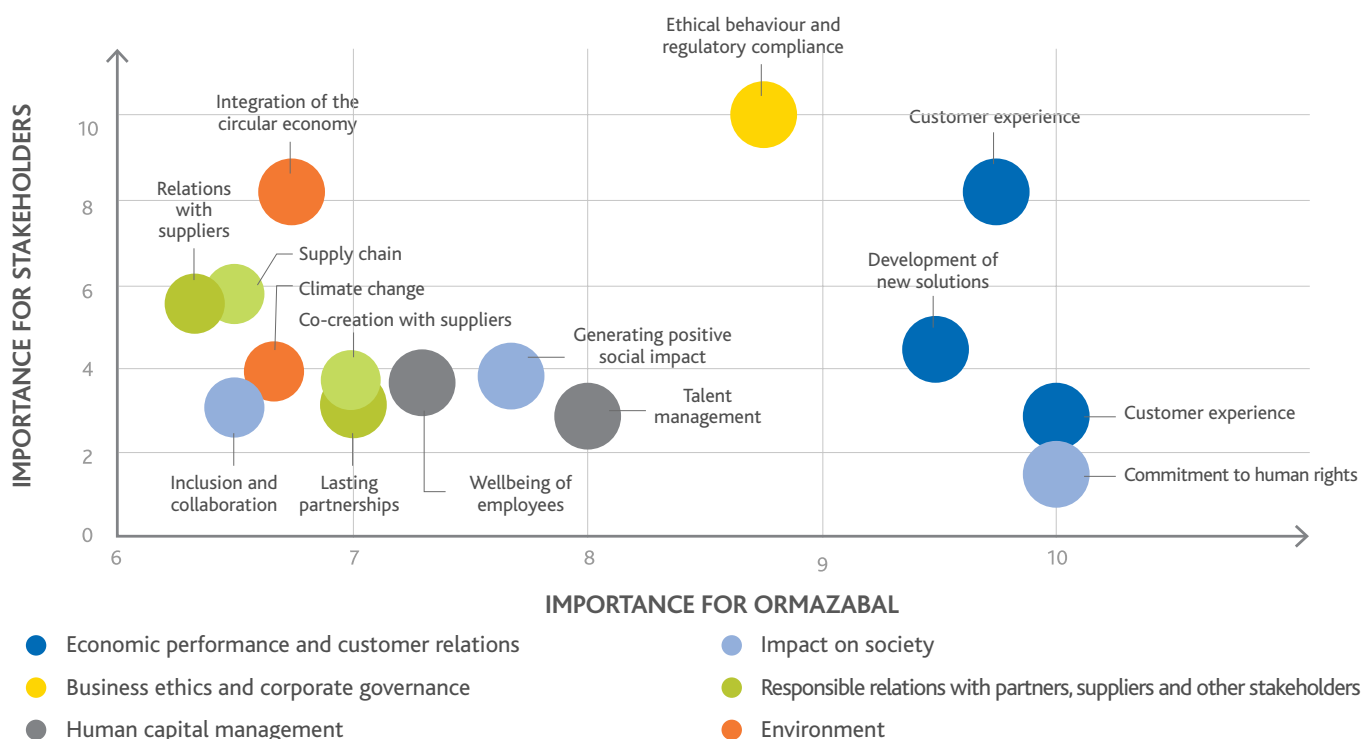 Ethical behaviour and
regulatory compliance
Integration of the
circular economy
Customer experience
Relations
with
suppliers
Supply chain
Climate change
Co-creation with suppliers
Development of
new solutions
Generating positive
social impact
Talent
management
Customer experience
Commitment to human rights
Inclusion and
collaboration
Lasting
partnerships
Wellbeing of
employees
IMPORTANCE FOR STAKEHOLDERS
10
8
6
4
2
0
6
7
8
9
10
IMPORTANCE FOR ORMAZABAL
Economic performance and customer relations
Impact on society
Business ethics and corporate governance
Responsible relations with partners, suppliers and other stakeholders
Human capital management
Environment